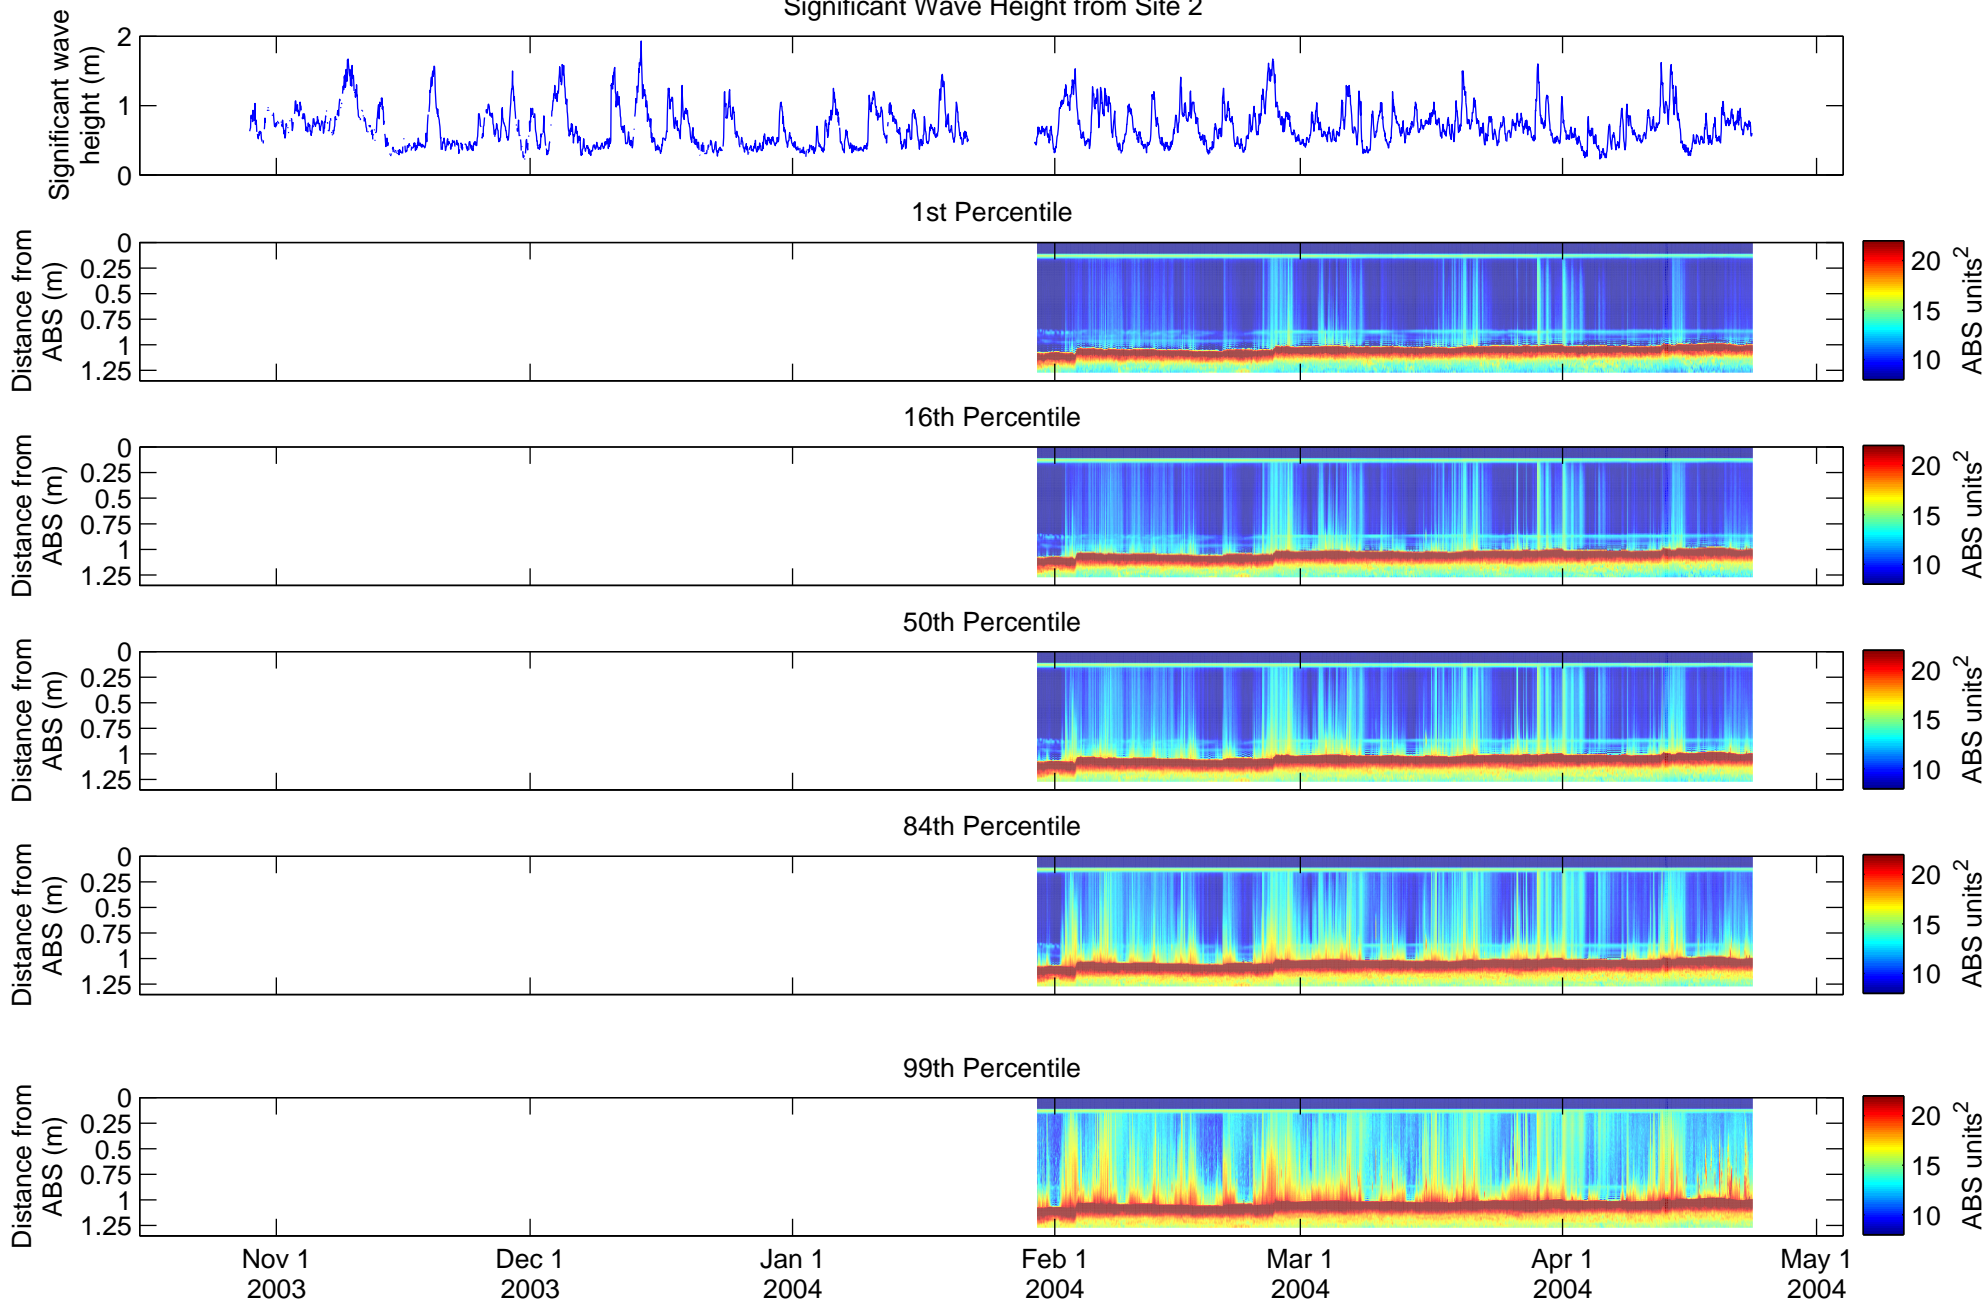 Significant Wave Height from Site 2
Significant wave
height (m)
2
1
0
1st Percentile
Distance from
ABS (m)
0
0.25
0.5
0.75
1
1.25
20
15
10
ABS units2
16th Percentile
Distance from
ABS (m)
0
0.25
0.5
0.75
1
1.25
20
15
10
ABS units2
50th Percentile
Distance from
ABS (m)
0
0.25
0.5
0.75
1
1.25
20
15
10
ABS units2
84th Percentile
Distance from
ABS (m)
0
0.25
0.5
0.75
1
1.25
20
15
10
ABS units2
99th Percentile
Distance from
ABS (m)
0
0.25
0.5
0.75
1
1.25
20
15
10
ABS units2
Nov 1 Dec 1 Jan 1 Feb 1 Mar 1 Apr 1 May 1
2003 2003 2004 2004 2004 2004 2004